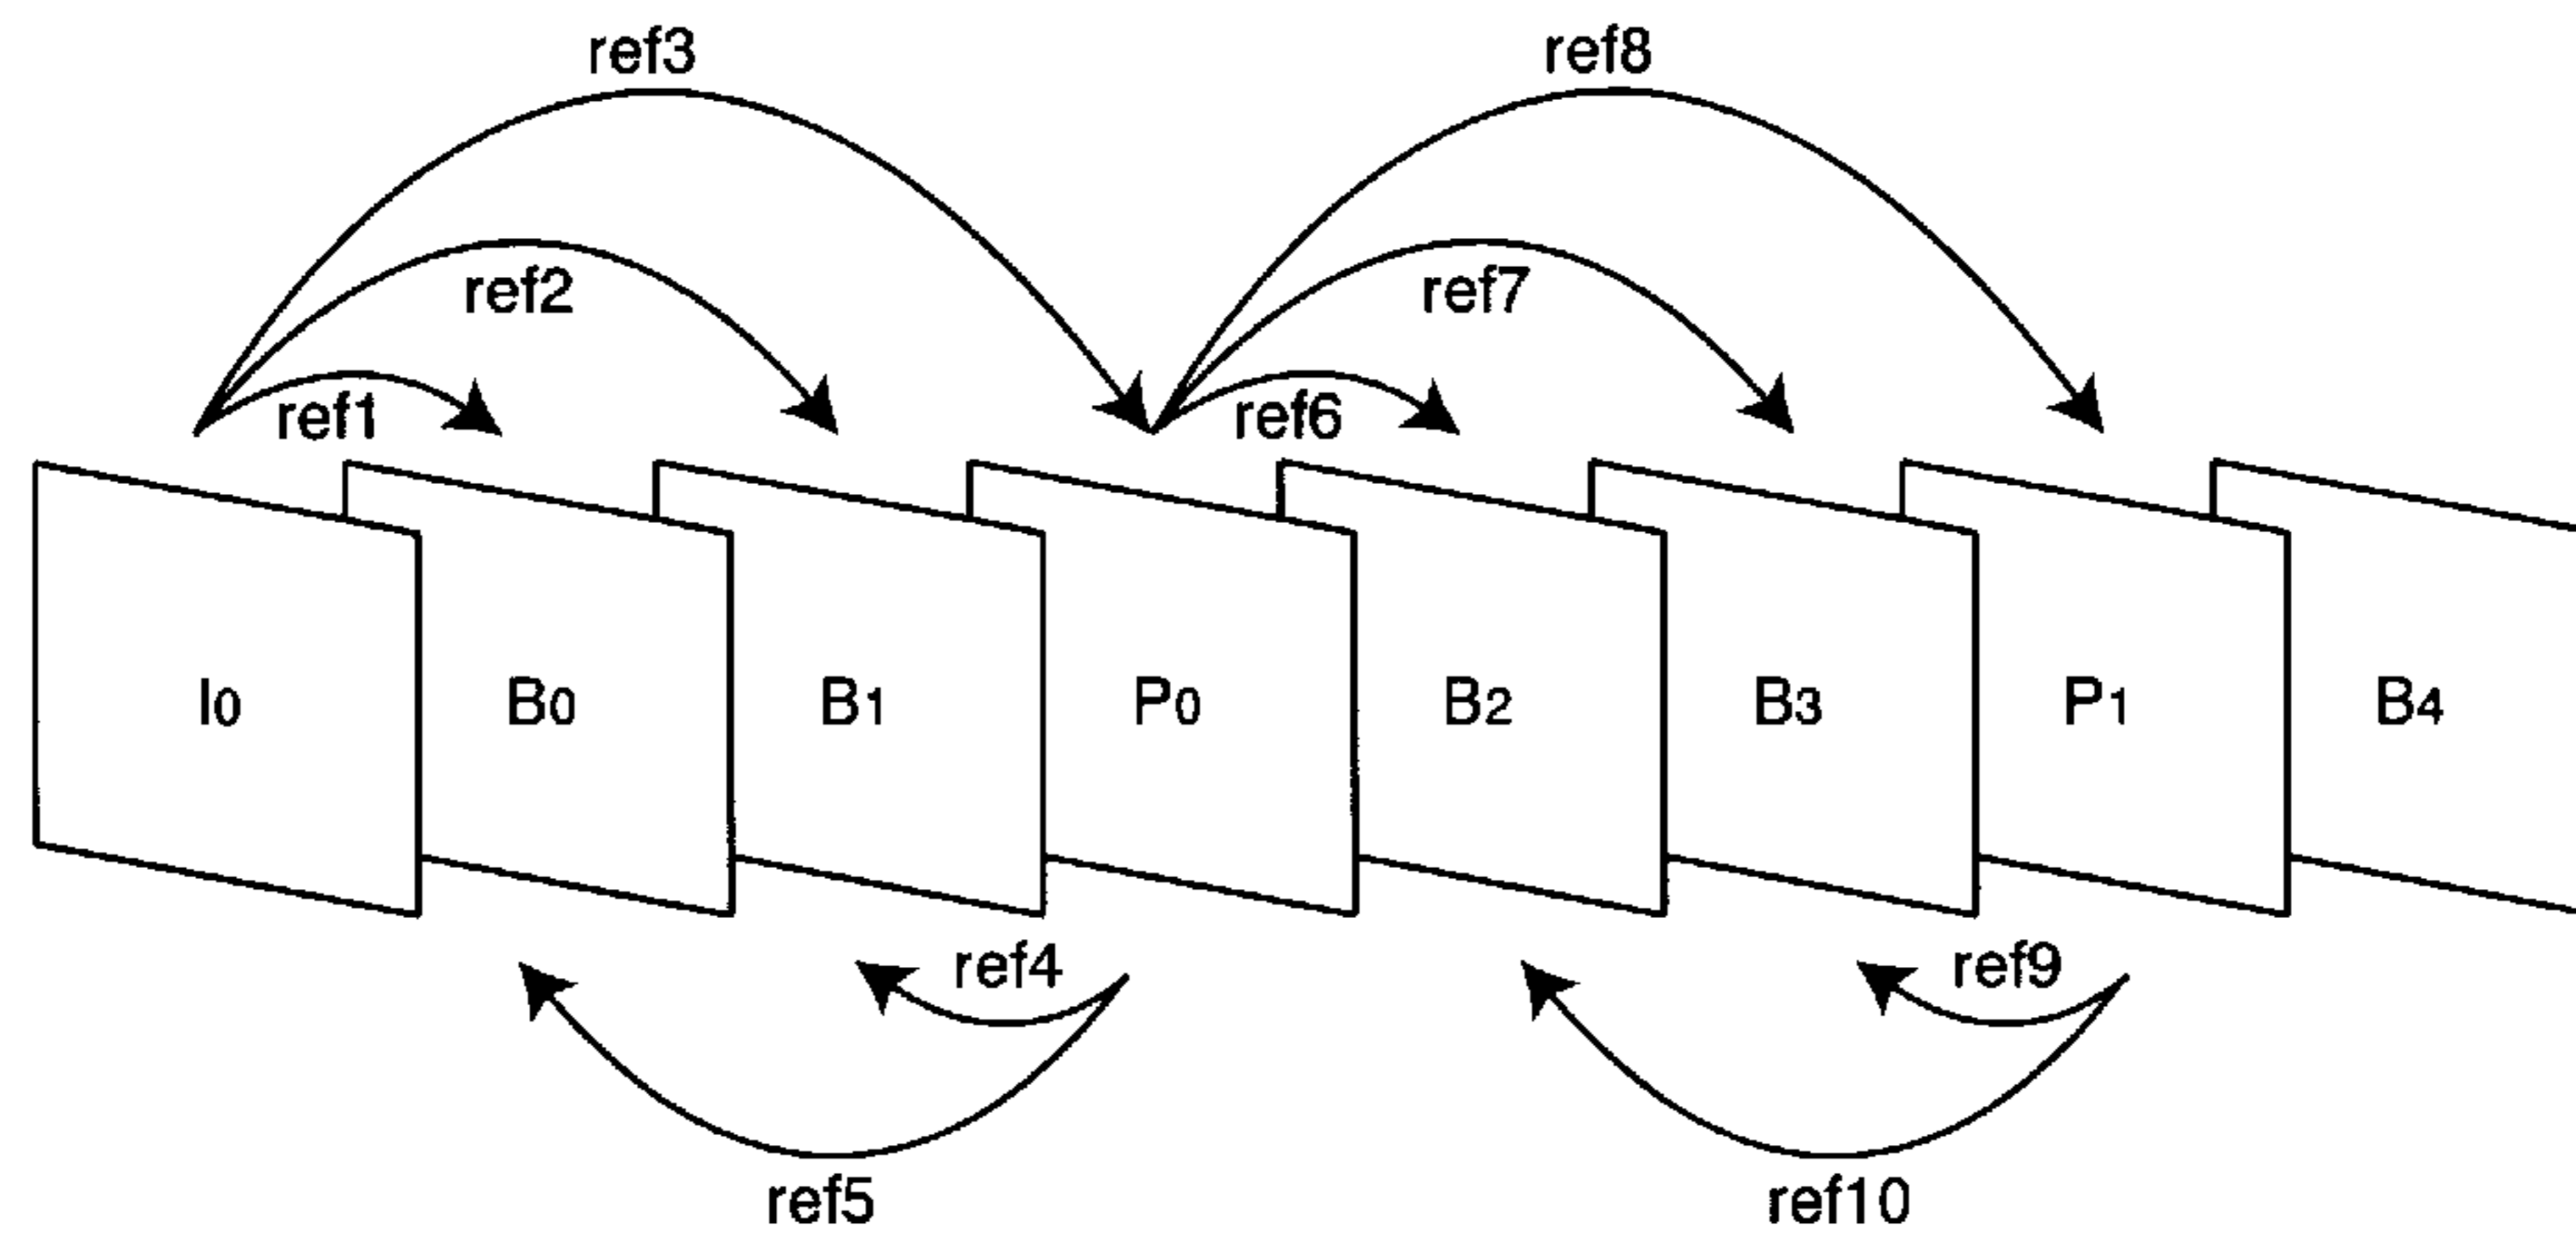 ref3 ref8
ref2 ref7
ref1 ref6
I0 B0 B1 P0 B2 B3 P1 B4
ref4 ref9
ref5 ref10